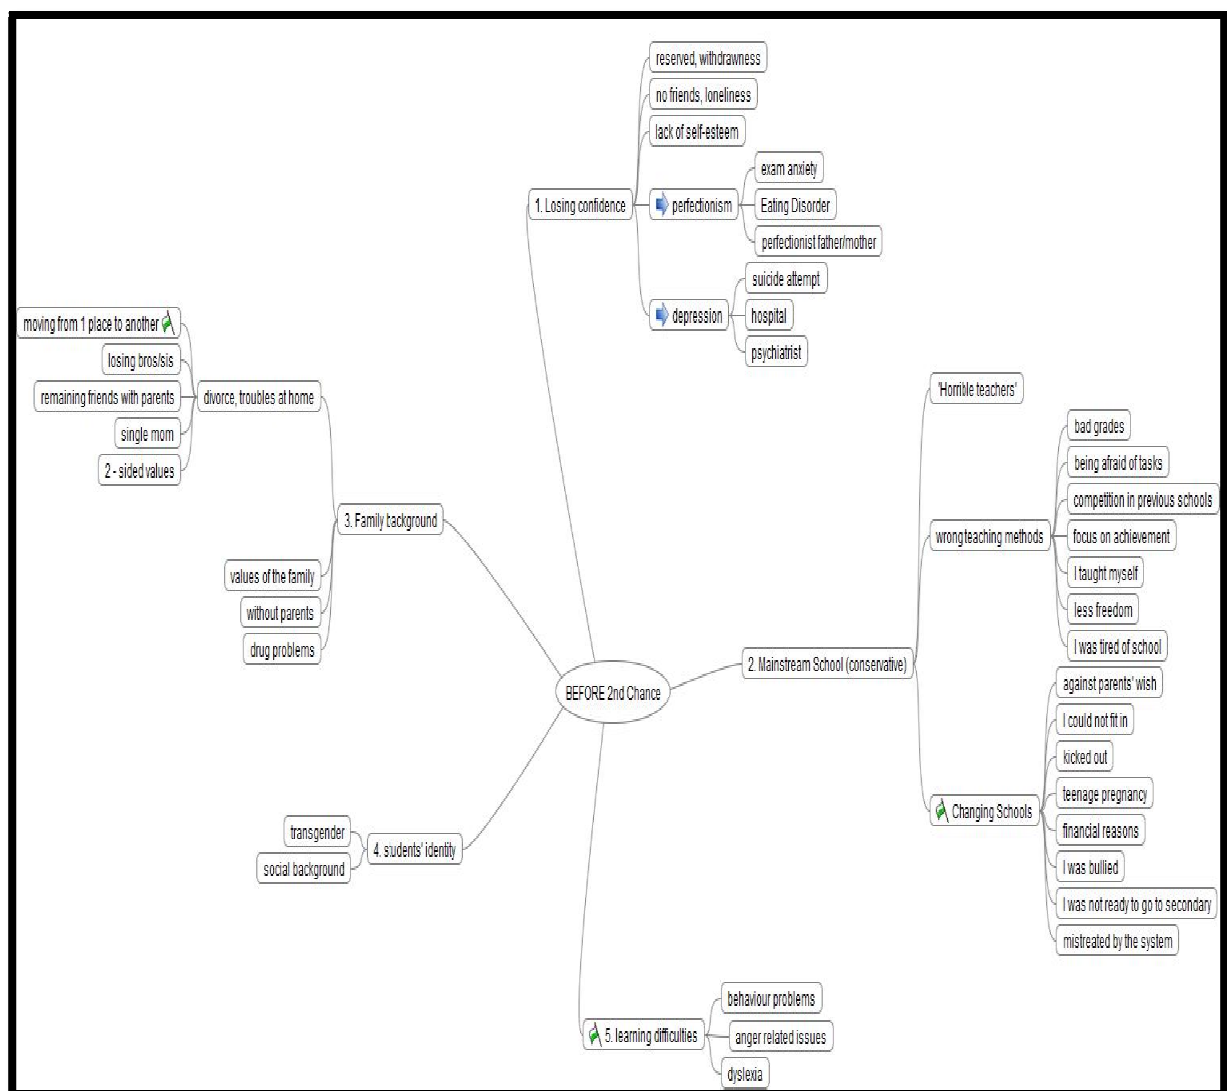 reserved, withdrawness
no friends, loneliness
lack of self-esteem
exam anxiety
1. Losing confidence
perfectionism
Eating Disorder
perfectionist father/mother
suicide attempt
depression
hospital
psychiatrist
moving from 1 place to another
losing bros/sis
remaining friends with parents
divorce, troubles at home
single mom
2 - sided values
3. Family background
values of the family
without parents
drug problems
'Horrible teachers'
bad grades
being afraid of tasks
competition in previous schools
wrong teaching methods
focus on achievement
I taught myself
less freedom
I was tired of school
2. Mainstream School (conservative)
against parents' wish
I could not fit in
kicked out
teenage pregnancy
Changing Schools
financial reasons
I was bullied
I was not ready to go to secondary
mistreated by the system
BEFORE 2nd Chance
transgender
4. students' identity
social background
behaviour problems
5. learning difficulties
anger related issues
dyslexia